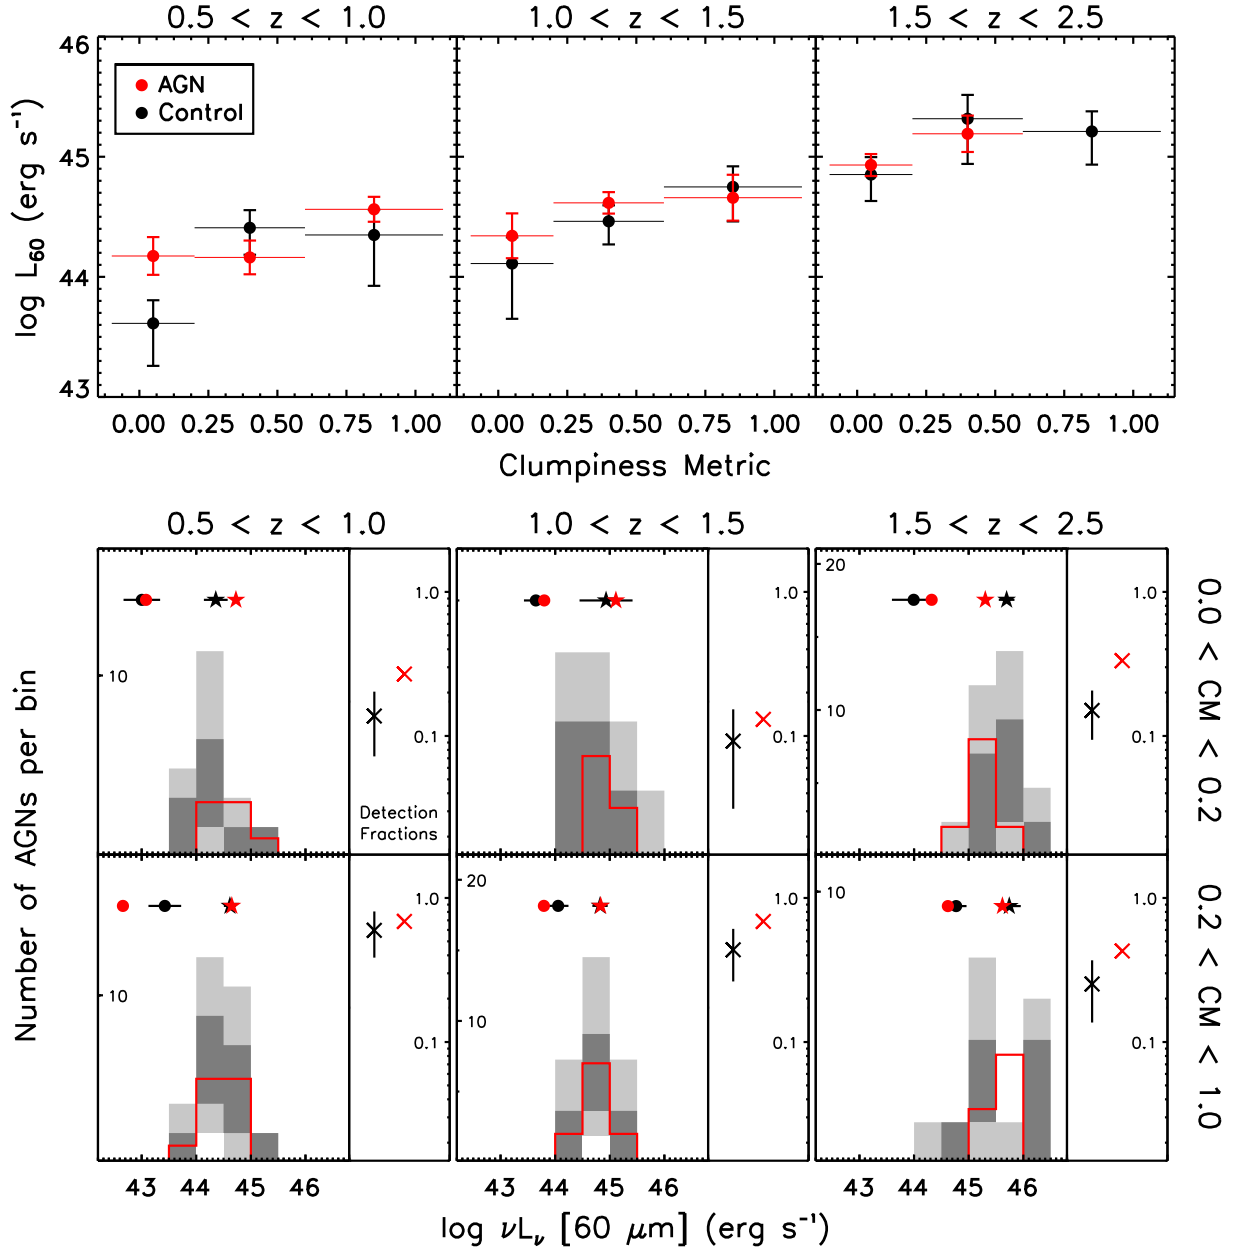 0.5 < z < 1.0
1.0 < z < 1.5
1.5 < z < 2.5
46
45
44
43
log L60 (erg s⁻¹)
AGN
Control
0.00 0.25 0.50 0.75 1.00
0.00 0.25 0.50 0.75 1.00
0.00 0.25 0.50 0.75 1.00
Clumpiness Metric
0.5 < z < 1.0
1.0 < z < 1.5
1.5 < z < 2.5
Number of AGNs per bin
10
1.0
0.1
Detection
Fractions
1.0
0.1
20
10
1.0
0.1
0.0 < CM < 0.2
10
1.0
0.1
20
10
1.0
0.1
10
1.0
0.1
0.2 < CM < 1.0
43 44 45 46
43 44 45 46
43 44 45 46
log νLν [60 μm] (erg s⁻¹)